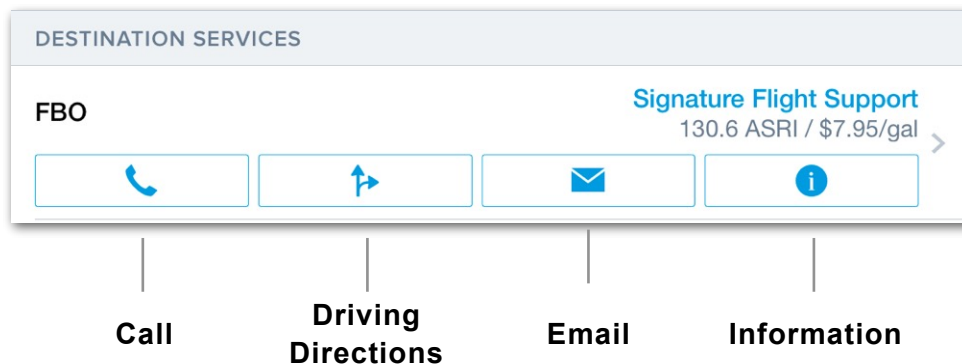 DESTINATION SERVICES
FBO
Signature Flight Support
130.6 ASRI / $7.95/gal
Call
Driving
Directions
Email
Information